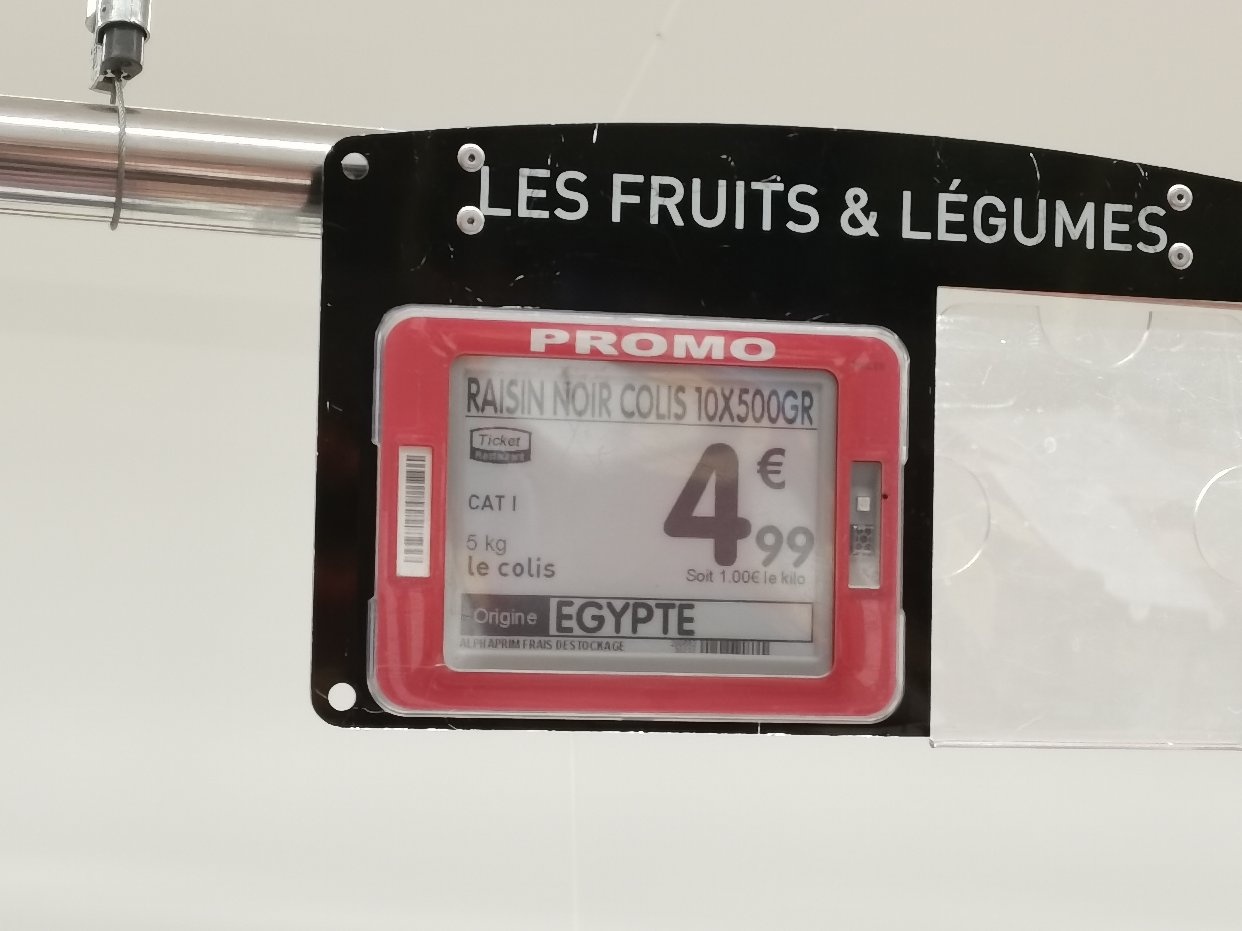 LES FRUITS & LÉGUMES
PROMO
RAISIN NOIR COLIS 10X500GR
Ticket
Restaurant
4€99
CAT I
5 kg
le colis
Soit 1.00€ le kilo
Origine EGYPTE
ALPHAPRIM FRAIS DESTOCKAGE